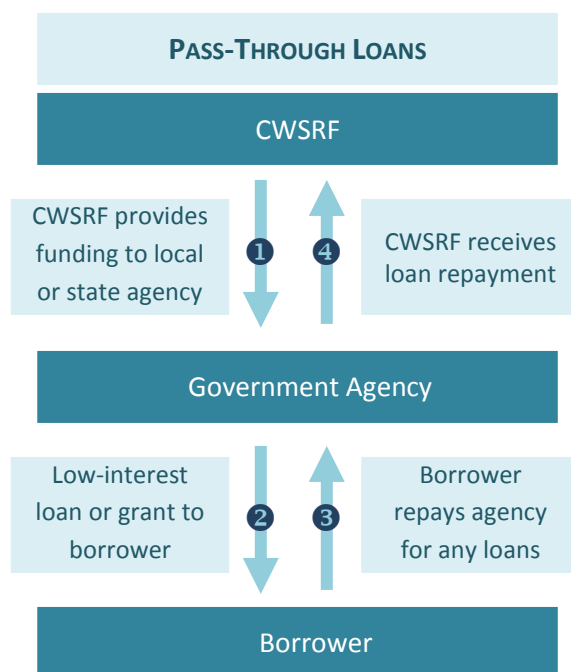 PASS-THROUGH LOANS
CWSRF
CWSRF provides
funding to local
or state agency
1
4
CWSRF receives
loan repayment
Government Agency
Low-interest
loan or grant to
borrower
2
3
Borrower
repays agency
for any loans
Borrower